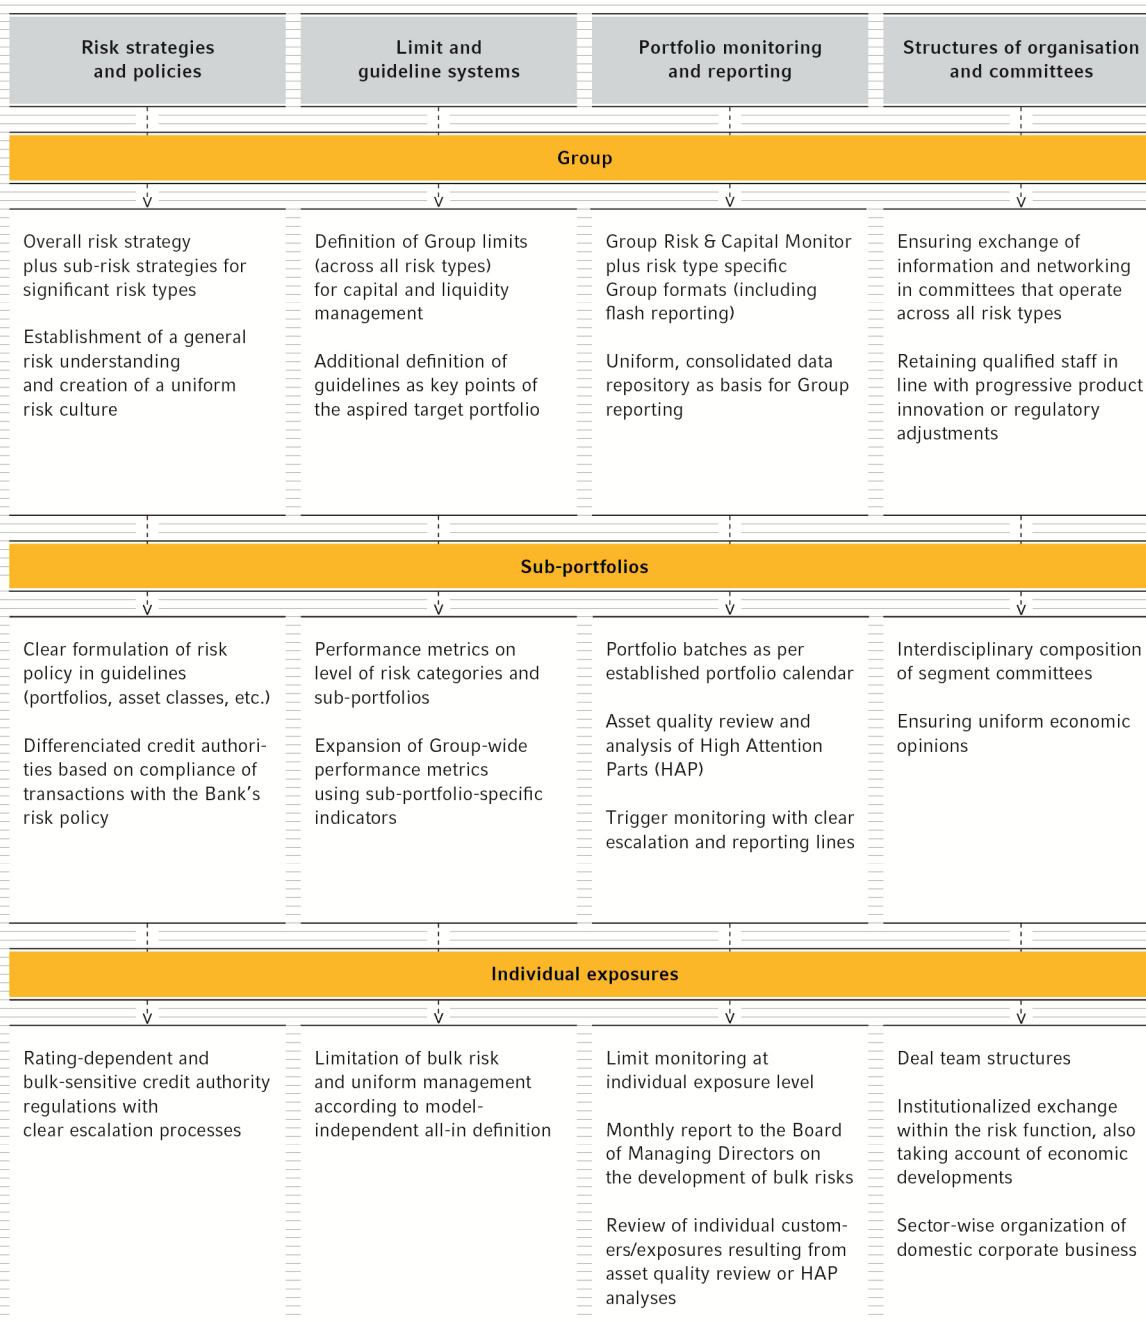 Risk strategies
and policies
Limit and
guideline systems
Portfolio monitoring
and reporting
Structures of organisation
and committees
Group
Overall risk strategy
plus sub-risk strategies for
significant risk types
Establishment of a general
risk understanding
and creation of a uniform
risk culture
Definition of Group limits
(across all risk types)
for capital and liquidity
management
Additional definition of
guidelines as key points of
the aspired target portfolio
Group Risk & Capital Monitor
plus risk type specific
Group formats (including
flash reporting)
Uniform, consolidated data
repository as basis for Group
reporting
Ensuring exchange of
information and networking
in committees that operate
across all risk types
Retaining qualified staff in
line with progressive product
innovation or regulatory
adjustments
Sub-portfolios
Clear formulation of risk
policy in guidelines
(portfolios, asset classes, etc.)
Differenciated credit authori-
ties based on compliance of
transactions with the Bank's
risk policy
Performance metrics on
level of risk categories and
sub-portfolios
Expansion of Group-wide
performance metrics
using sub-portfolio-specific
indicators
Portfolio batches as per
established portfolio calendar
Asset quality review and
analysis of High Attention
Parts (HAP)
Trigger monitoring with clear
escalation and reporting lines
Interdisciplinary composition
of segment committees
Ensuring uniform economic
opinions
Individual exposures
Rating-dependent and
bulk-sensitive credit authority
regulations with
clear escalation processes
Limitation of bulk risk
and uniform management
according to model-
independent all-in definition
Limit monitoring at
individual exposure level
Monthly report to the Board
of Managing Directors on
the development of bulk risks
Review of individual custom-
ers/exposures resulting from
asset quality review or HAP
analyses
Deal team structures
Institutionalized exchange
within the risk function, also
taking account of economic
developments
Sector-wise organization of
domestic corporate business